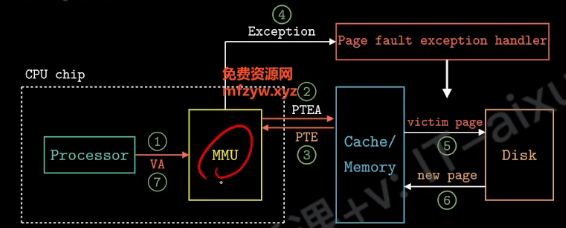 ④
Exception
Page fault exception handler
CPU chip
免费资源网
mfzyw.xyz
②
PTEA
victim page
①
Processor
VA
⑦
MMU
PTE
③
Cache/
Memory
⑤
Disk
new page
⑥